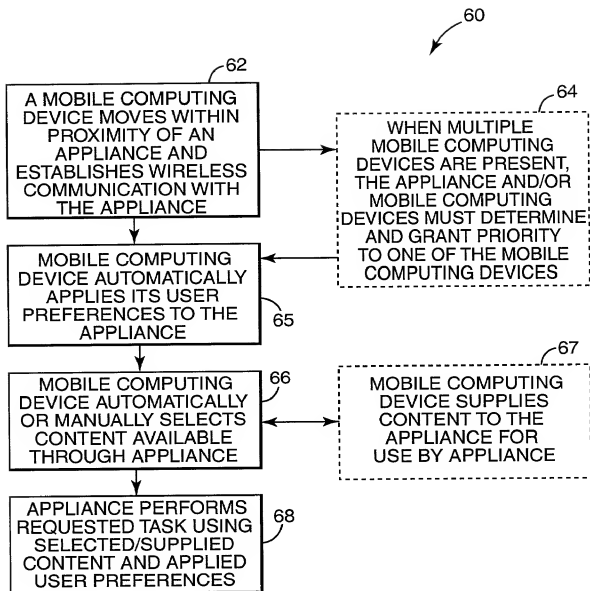 60
62
A MOBILE COMPUTING
DEVICE MOVES WITHIN
PROXIMITY OF AN
APPLIANCE AND
ESTABLISHES WIRELESS
COMMUNICATION WITH
THE APPLIANCE
64
WHEN MULTIPLE
MOBILE COMPUTING
DEVICES ARE PRESENT,
THE APPLIANCE AND/OR
MOBILE COMPUTING
DEVICES MUST DETERMINE
AND GRANT PRIORITY
TO ONE OF THE MOBILE
COMPUTING DEVICES
MOBILE COMPUTING
DEVICE AUTOMATICALLY
APPLIES ITS USER
PREFERENCES TO THE
APPLIANCE
65
MOBILE COMPUTING
DEVICE AUTOMATICALLY
OR MANUALLY SELECTS
CONTENT AVAILABLE
THROUGH APPLIANCE
66
67
MOBILE COMPUTING
DEVICE SUPPLIES
CONTENT TO THE
APPLIANCE FOR
USE BY APPLIANCE
APPLIANCE PERFORMS
REQUESTED TASK USING
SELECTED/SUPPLIED
CONTENT AND APPLIED
USER PREFERENCES
68